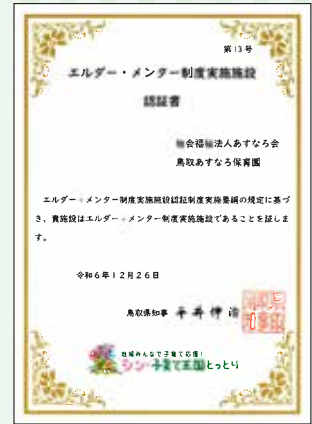 第13号
エルダー・メンター制度実施施設
認証書
社会福祉法人あすなろ会
鳥取あすなろ保育園
エルダー・メンター制度実施施設認証制度実施要綱の規定に基づ
き、貴施設はエルダー・メンター制度実施施設であることを証しま
す。
令和6年12月26日
鳥取県知事 平井伸治
地域みんなで子育て応援!
シン・子育て王国とっとり